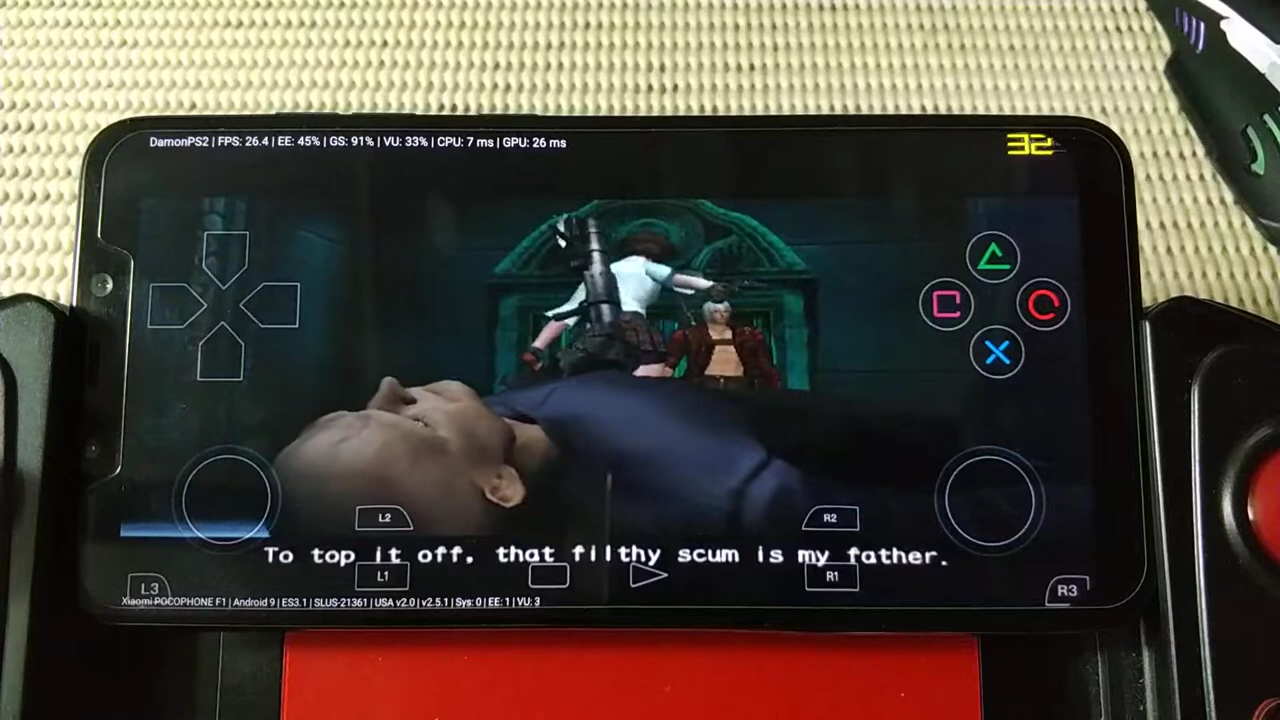 DamonPS2 | FPS: 26.4 | EE: 45% | GS: 91% | VU: 33% | CPU: 7 ms | GPU: 26 ms
32
L2
R2
To top it off, that filthy scum is my father.
L1
R1
L3
R3
Xiaomi POCOPHONE F1 | Android 9 | ES3.1 | SLUS-21361 | USA v2.0 | v2.5.1 | Sys: 0 | EE: 1 | VU: 3